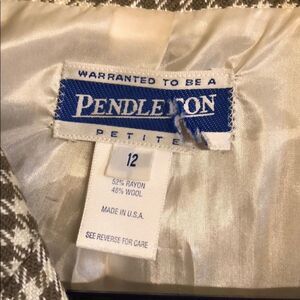 WARRANTED TO BE A
PENDLETON
PETITE
12
52% RAYON
48% WOOL
MADE IN U.S.A.
SEE REVERSE FOR CARE